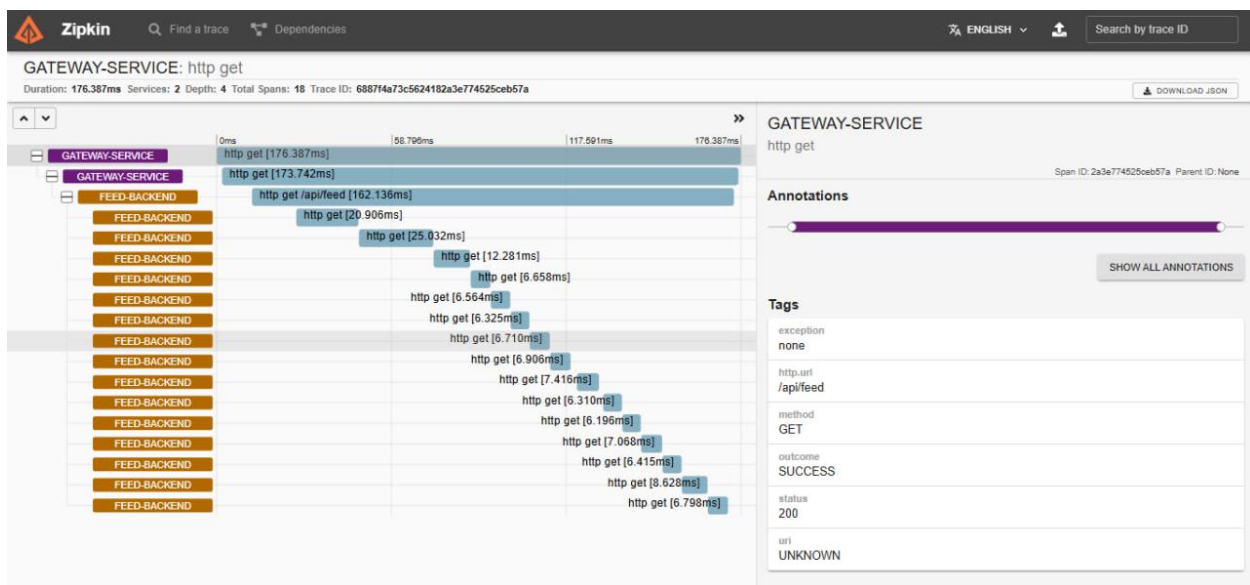 Zipkin Find a trace Dependencies ENGLISH Search by trace ID
GATEWAY-SERVICE: http get
Duration: 176.387ms Services: 2 Depth: 4 Total Spans: 18 Trace ID: 6887f4a73c5624182a3e774525ceb57a DOWNLOAD JSON
0ms 58.796ms 117.591ms 176.387ms
GATEWAY-SERVICE http get [176.387ms]
GATEWAY-SERVICE http get [173.742ms]
FEED-BACKEND http get /api/feed [162.136ms]
FEED-BACKEND http get [20.906ms]
FEED-BACKEND http get [25.032ms]
FEED-BACKEND http get [12.281ms]
FEED-BACKEND http get [6.658ms]
FEED-BACKEND http get [6.564ms]
FEED-BACKEND http get [6.325ms]
FEED-BACKEND http get [6.710ms]
FEED-BACKEND http get [6.906ms]
FEED-BACKEND http get [7.416ms]
FEED-BACKEND http get [6.310ms]
FEED-BACKEND http get [6.196ms]
FEED-BACKEND http get [7.068ms]
FEED-BACKEND http get [6.415ms]
FEED-BACKEND http get [8.628ms]
FEED-BACKEND http get [6.798ms]
GATEWAY-SERVICE
http get
Span ID: 2a3e774525ceb57a Parent ID: None
Annotations
SHOW ALL ANNOTATIONS
Tags
exception
none
http.url
/api/feed
method
GET
outcome
SUCCESS
status
200
uri
UNKNOWN